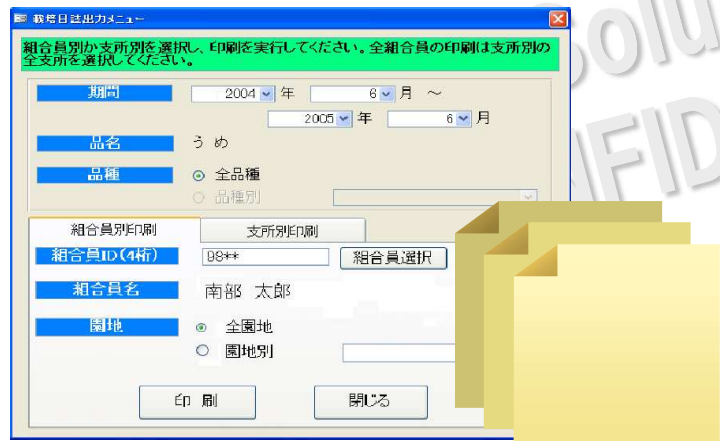 栽培日誌出力メニュー
組合員別か支所別を選択し、印刷を実行してください。全組合員の印刷は支所別の
全支所を選択してください。
期間 2004 年 6 月 ～
2005 年 6 月
品名 うめ
品種 全品種
品種別
組合員別印刷 支所別印刷
組合員ID(4桁) 98** 組合員選択
組合員名 南部 太郎
園地 全園地
園地別
印 刷 閉じる